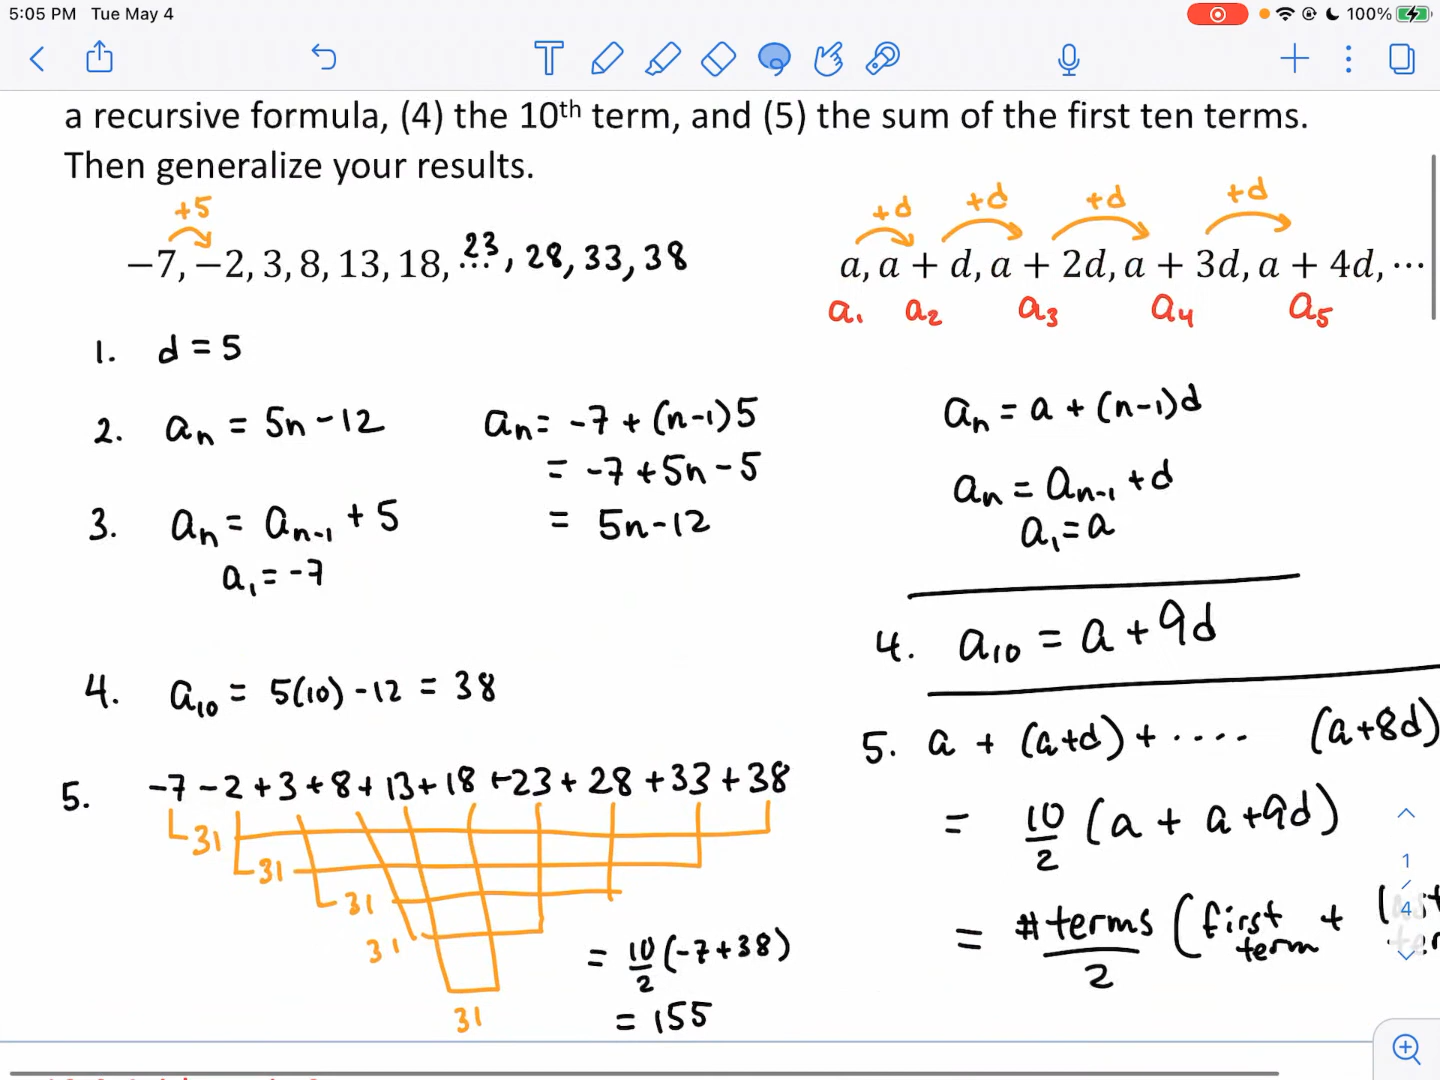 5:05 PM Tue May 4 100%
a recursive formula, (4) the 10th term, and (5) the sum of the first ten terms.
Then generalize your results.
+5
−7, −2, 3, 8, 13, 18, ... 23, 28, 33, 38
+d +d +d +d
a, a + d, a + 2d, a + 3d, a + 4d, ⋯
a₁ a₂ a₃ a₄ a₅
1. d = 5
2. aₙ = 5n − 12
3. aₙ = aₙ₋₁ + 5
a₁ = −7
aₙ = −7 + (n−1)5
= −7 + 5n − 5
= 5n − 12
4. a₁₀ = 5(10) − 12 = 38
5. −7 − 2 + 3 + 8 + 13 + 18 + 23 + 28 + 33 + 38
31
31
31
31
31
= 10/2 (−7 + 38)
= 155
aₙ = a + (n−1)d
aₙ = aₙ₋₁ + d
a₁ = a
4. a₁₀ = a + 9d
5. a + (a+d) + .... (a+8d)
= 10/2 (a + a + 9d)
= # terms/2 (first term +
1
/
4